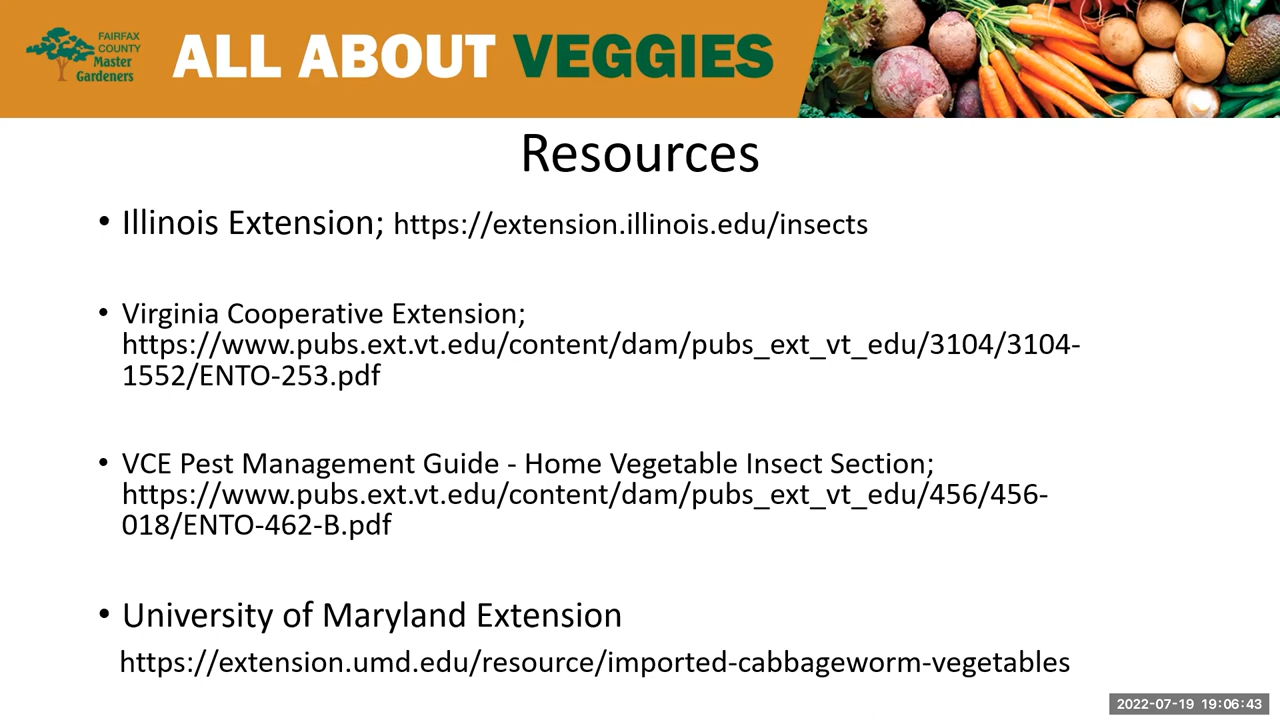 FAIRFAX
COUNTY
Master
Gardeners
ALL ABOUT VEGGIES
Resources
• Illinois Extension; https://extension.illinois.edu/insects
• Virginia Cooperative Extension;
https://www.pubs.ext.vt.edu/content/dam/pubs_ext_vt_edu/3104/3104-
1552/ENTO-253.pdf
• VCE Pest Management Guide - Home Vegetable Insect Section;
https://www.pubs.ext.vt.edu/content/dam/pubs_ext_vt_edu/456/456-
018/ENTO-462-B.pdf
• University of Maryland Extension
https://extension.umd.edu/resource/imported-cabbageworm-vegetables
2022-07-19 19:06:43